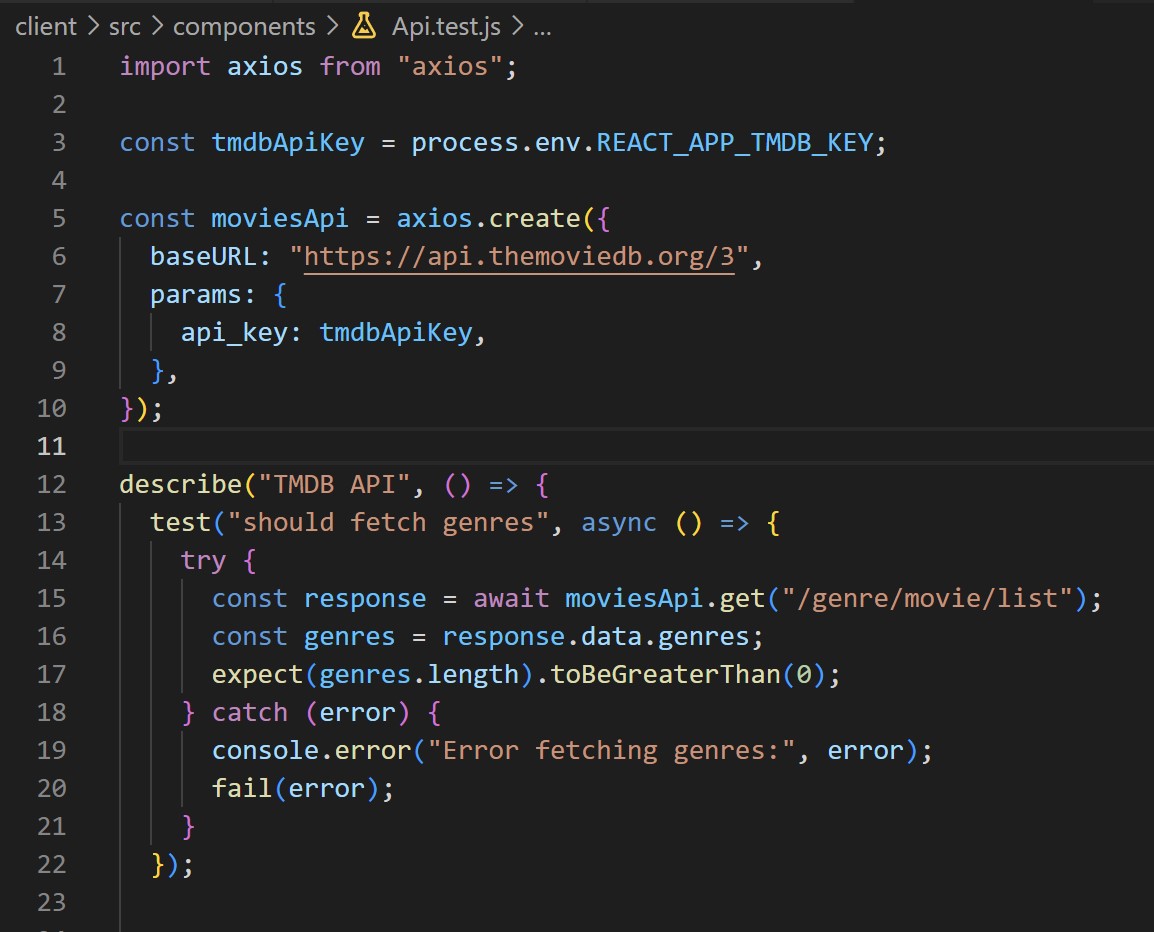 client > src > components > Api.test.js > ...
1 import axios from "axios";
2
3 const tmdbApiKey = process.env.REACT_APP_TMDB_KEY;
4
5 const moviesApi = axios.create({
6   baseURL: "https://api.themoviedb.org/3",
7   params: {
8     api_key: tmdbApiKey,
9   },
10 });
11
12 describe("TMDB API", () => {
13   test("should fetch genres", async () => {
14     try {
15       const response = await moviesApi.get("/genre/movie/list");
16       const genres = response.data.genres;
17       expect(genres.length).toBeGreaterThan(0);
18     } catch (error) {
19       console.error("Error fetching genres:", error);
20       fail(error);
21     }
22   });
23